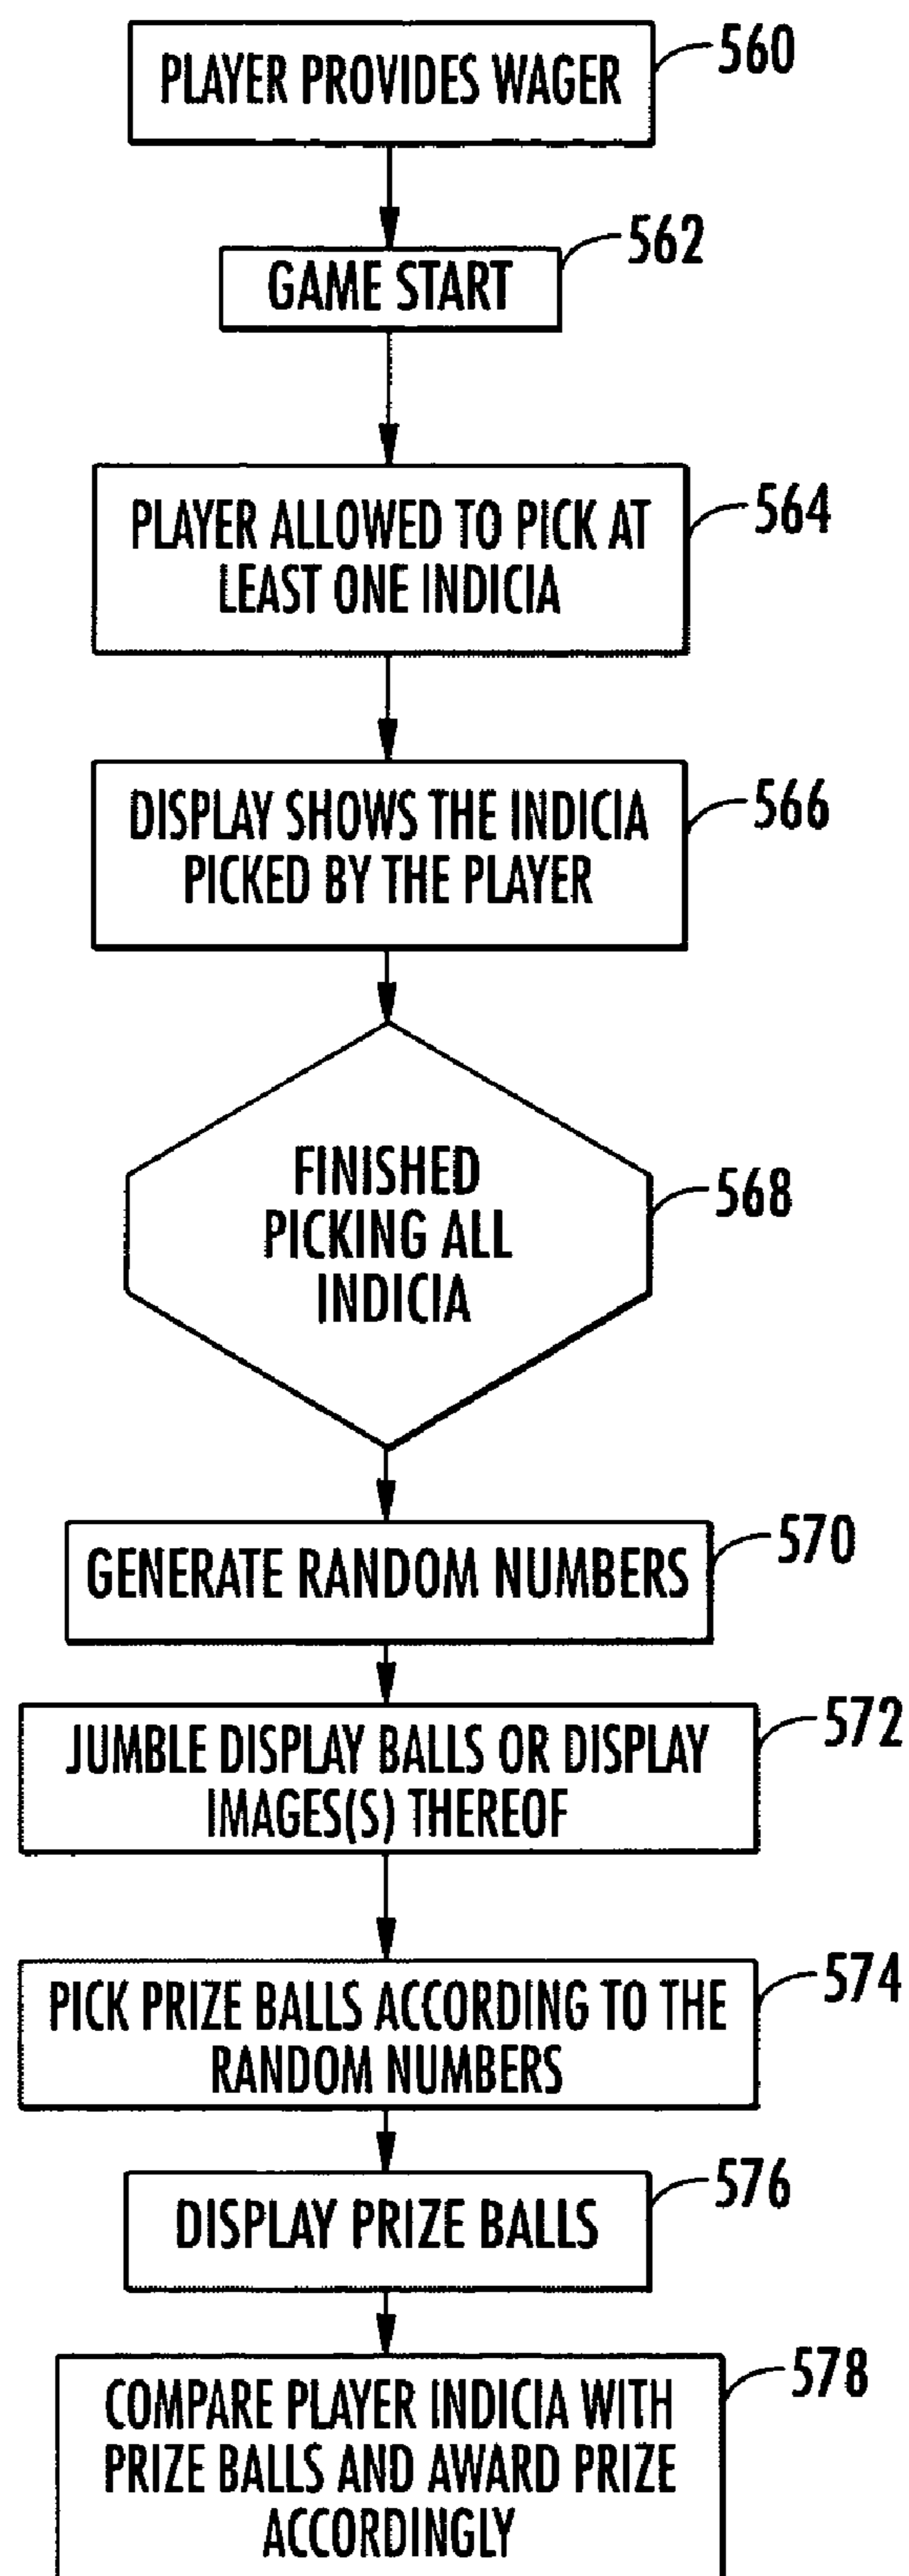 PLAYER PROVIDES WAGER
560
GAME START
562
PLAYER ALLOWED TO PICK AT
LEAST ONE INDICIA
564
DISPLAY SHOWS THE INDICIA
PICKED BY THE PLAYER
566
FINISHED
PICKING ALL
INDICIA
568
GENERATE RANDOM NUMBERS
570
JUMBLE DISPLAY BALLS OR DISPLAY
IMAGES(S) THEREOF
572
PICK PRIZE BALLS ACCORDING TO THE
RANDOM NUMBERS
574
DISPLAY PRIZE BALLS
576
COMPARE PLAYER INDICIA WITH
PRIZE BALLS AND AWARD PRIZE
ACCORDINGLY
578